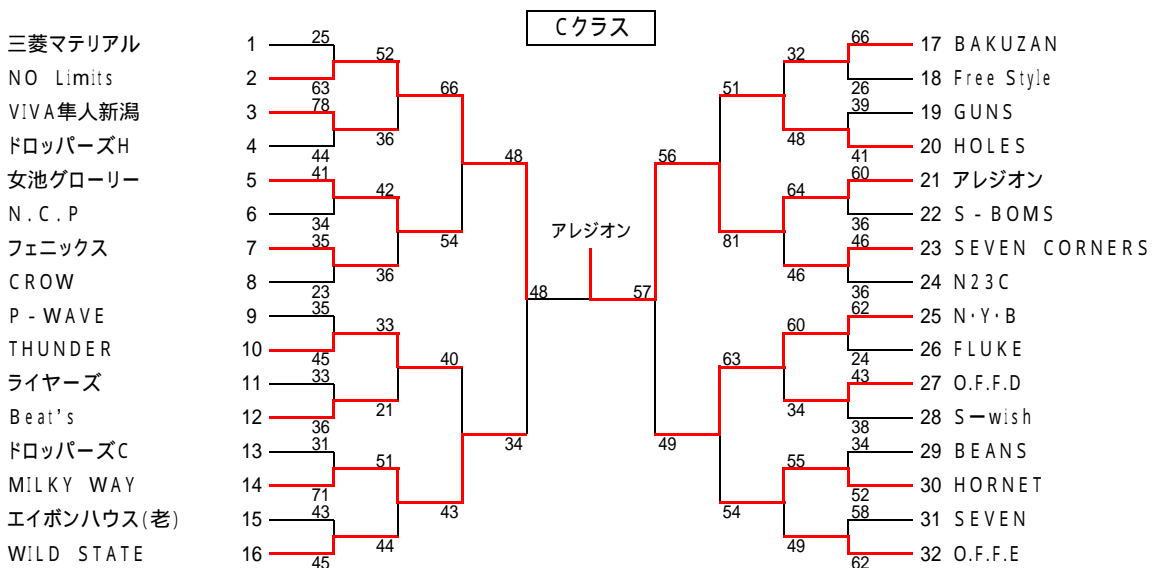 Cクラス
三菱マテリアル 1 25
NO Limits 2 63
52
VIVA隼人新潟 3 78
ドロッパーズH 4 44
36
66
女池グローリー 5 41
N.C.P 6 34
42
フェニックス 7 35
CROW 8 23
36
54
48
P-WAVE 9 35
THUNDER 10 45
33
ライヤーズ 11 33
Beat's 12 36
21
40
ドロッパーズC 13 31
MILKY WAY 14 71
51
エイボンハウス(老) 15 43
WILD STATE 16 45
44
43
34
48
アレジオン
57
66 17 BAKUZAN
26 18 Free Style
32
39 19 GUNS
41 20 HOLES
48
51
60 21 アレジオン
36 22 S-BOMS
64
46 23 SEVEN CORNERS
36 24 N23C
46
81
56
62 25 N・Y・B
24 26 FLUKE
60
43 27 O.F.F.D
38 28 Sーwish
34
63
34 29 BEANS
52 30 HORNET
55
58 31 SEVEN
62 32 O.F.F.E
49
54
49